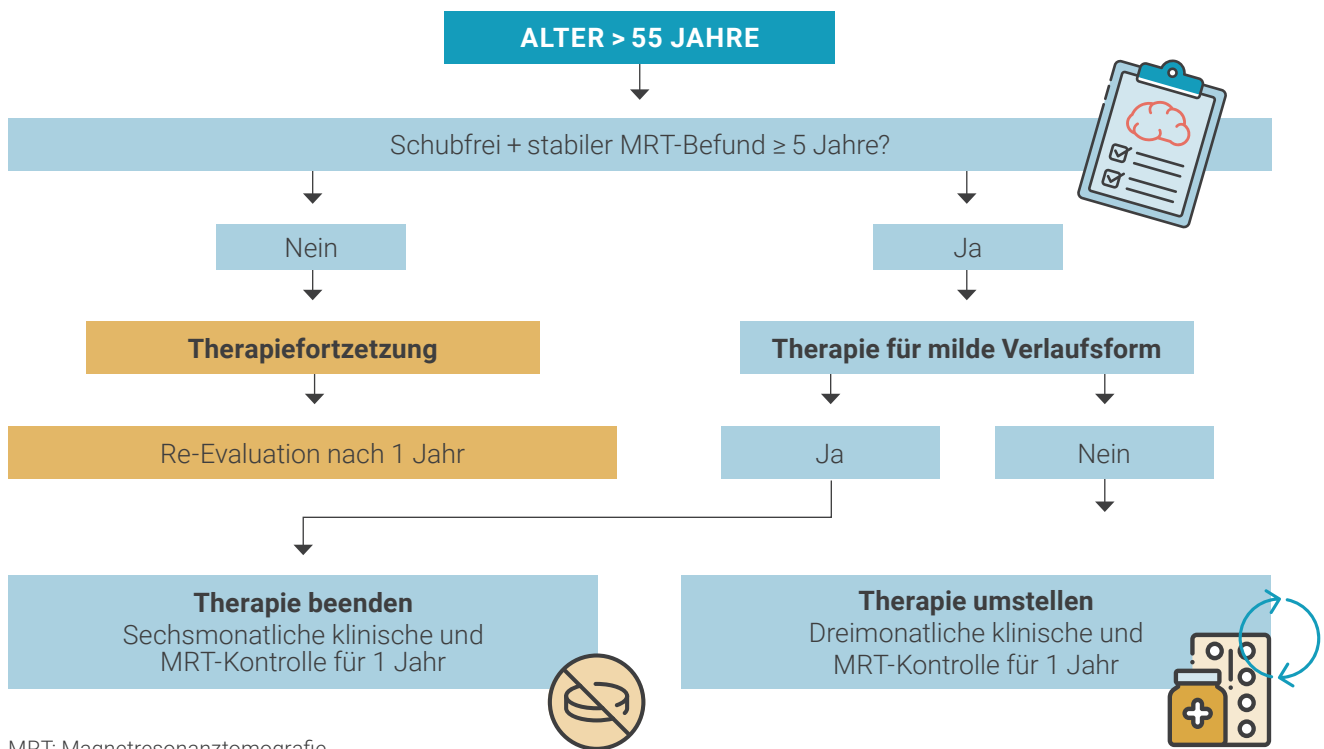 ALTER > 55 JAHRE
Schubfrei + stabiler MRT-Befund ≥ 5 Jahre?
Nein
Ja
Therapiefortzetzung
Therapie für milde Verlaufsform
Re-Evaluation nach 1 Jahr
Ja
Nein
Therapie beenden
Sechsmonatliche klinische und
MRT-Kontrolle für 1 Jahr
Therapie umstellen
Dreimonatliche klinische und
MRT-Kontrolle für 1 Jahr
MRT: Magnetresonanztomografie